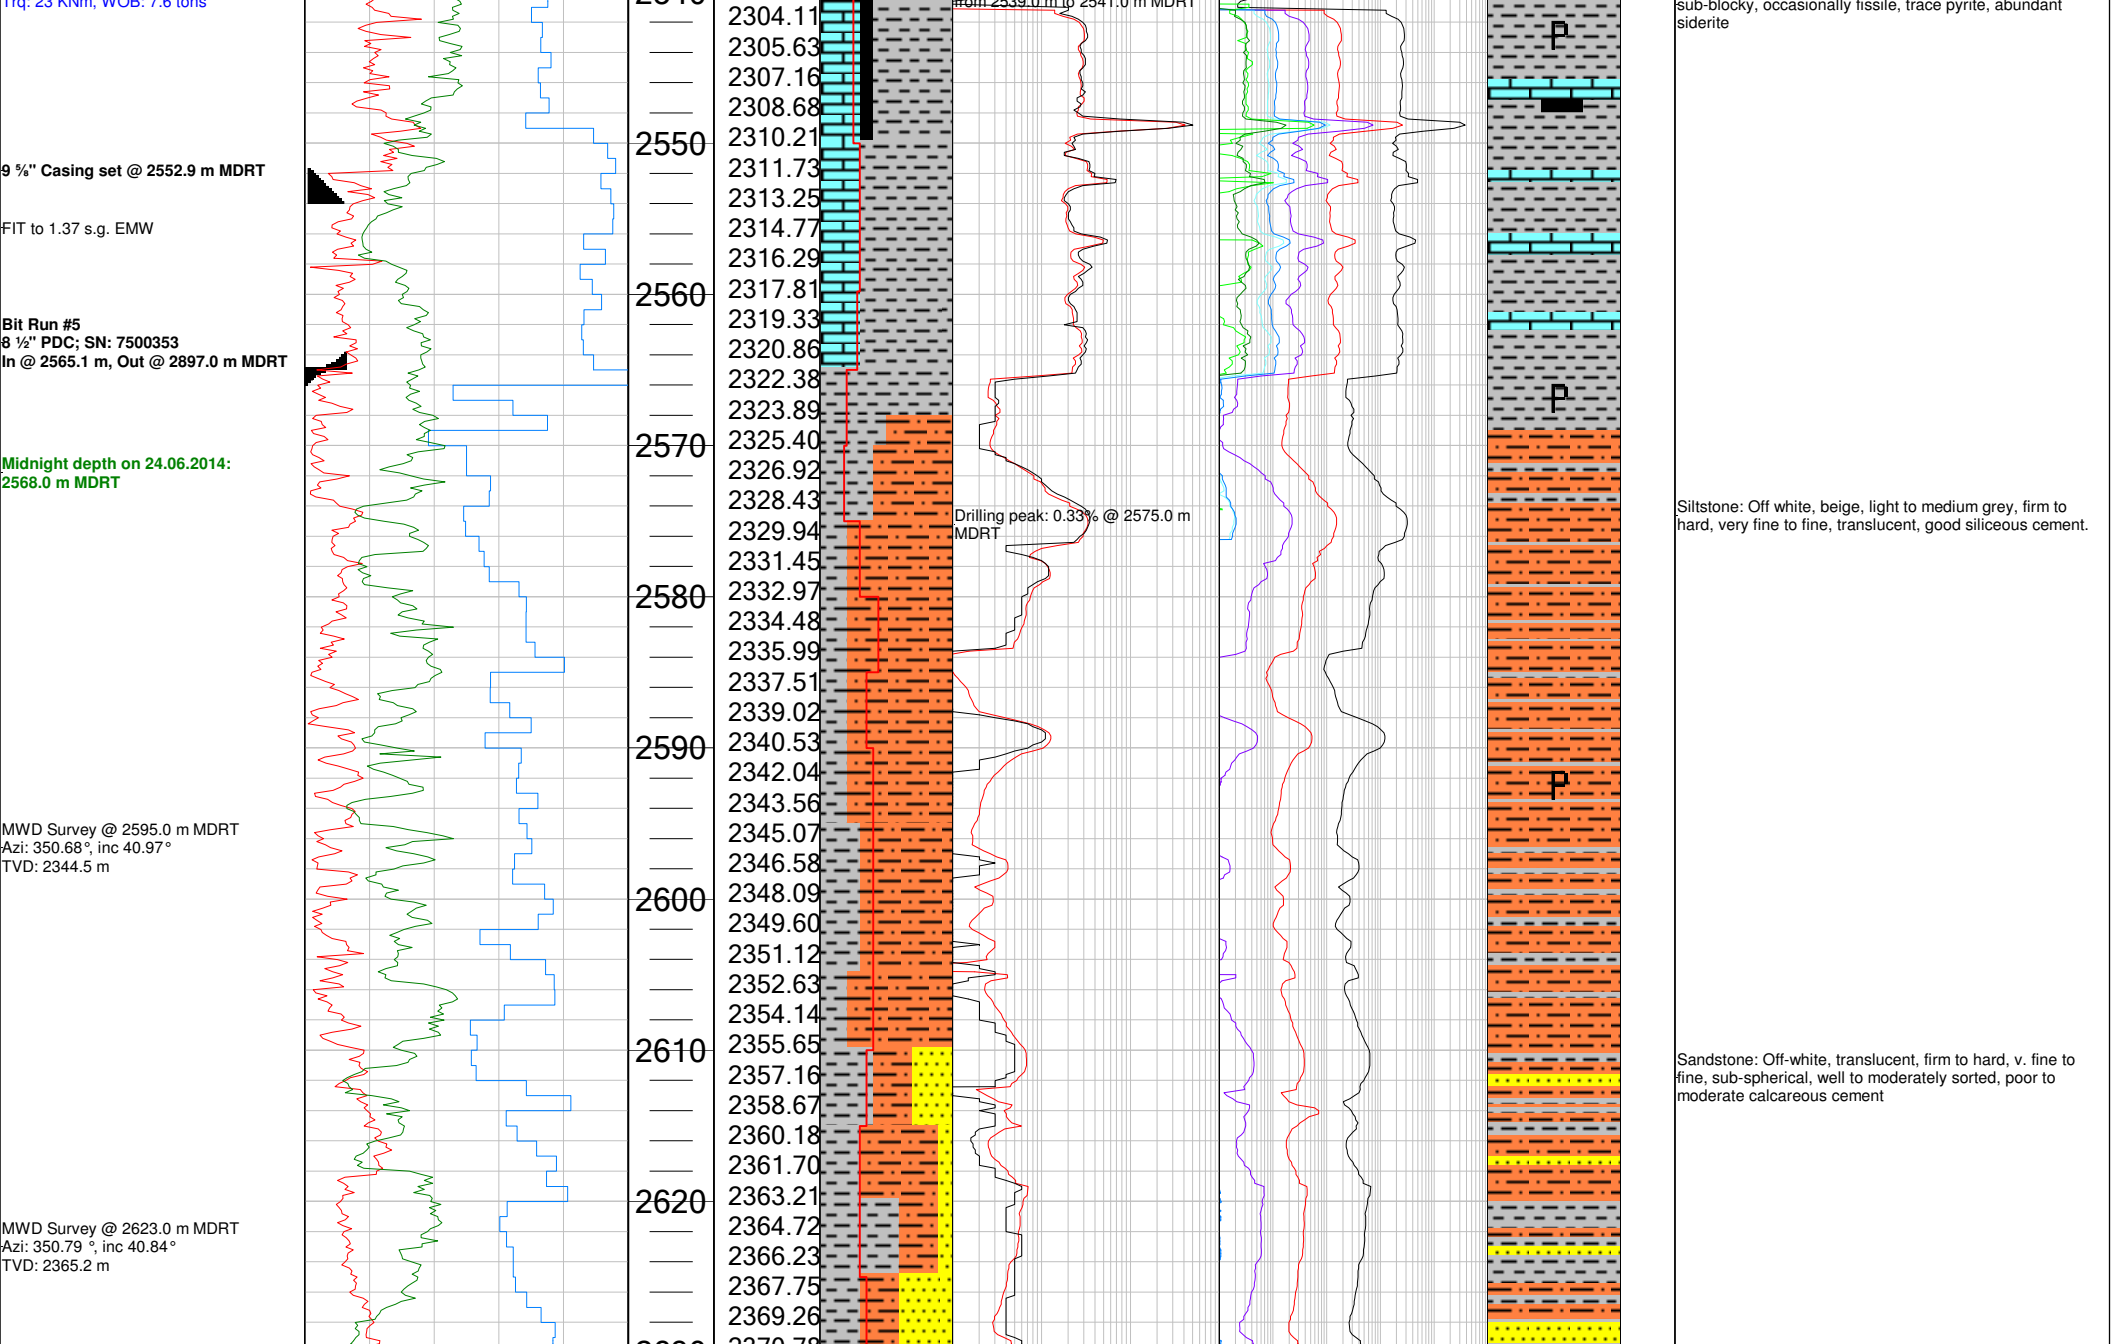 Trq: 23 KNm, WOB: 7.6 tons
9 ⅝" Casing set @ 2552.9 m MDRT
FIT to 1.37 s.g. EMW
Bit Run #5
8 ½" PDC; SN: 7500353
In @ 2565.1 m, Out @ 2897.0 m MDRT
Midnight depth on 24.06.2014:
2568.0 m MDRT
MWD Survey @ 2595.0 m MDRT
Azi: 350.68°, inc 40.97°
TVD: 2344.5 m
MWD Survey @ 2623.0 m MDRT
Azi: 350.79 °, inc 40.84°
TVD: 2365.2 m
2550
2560
2570
2580
2590
2600
2610
2620
2304.11
2305.63
2307.16
2308.68
2310.21
2311.73
2313.25
2314.77
2316.29
2317.81
2319.33
2320.86
2322.38
2323.89
2325.40
2326.92
2328.43
2329.94
2331.45
2332.97
2334.48
2335.99
2337.51
2339.02
2340.53
2342.04
2343.56
2345.07
2346.58
2348.09
2349.60
2351.12
2352.63
2354.14
2355.65
2357.16
2358.67
2360.18
2361.70
2363.21
2364.72
2366.23
2367.75
2369.26
2370.78
from 2539.0 m to 2541.0 m MDRT
Drilling peak: 0.33% @ 2575.0 m
MDRT
P
P
P
sub-blocky, occasionally fissile, trace pyrite, abundant
siderite
Siltstone: Off white, beige, light to medium grey, firm to
hard, very fine to fine, translucent, good siliceous cement.
Sandstone: Off-white, translucent, firm to hard, v. fine to
fine, sub-spherical, well to moderately sorted, poor to
moderate calcareous cement